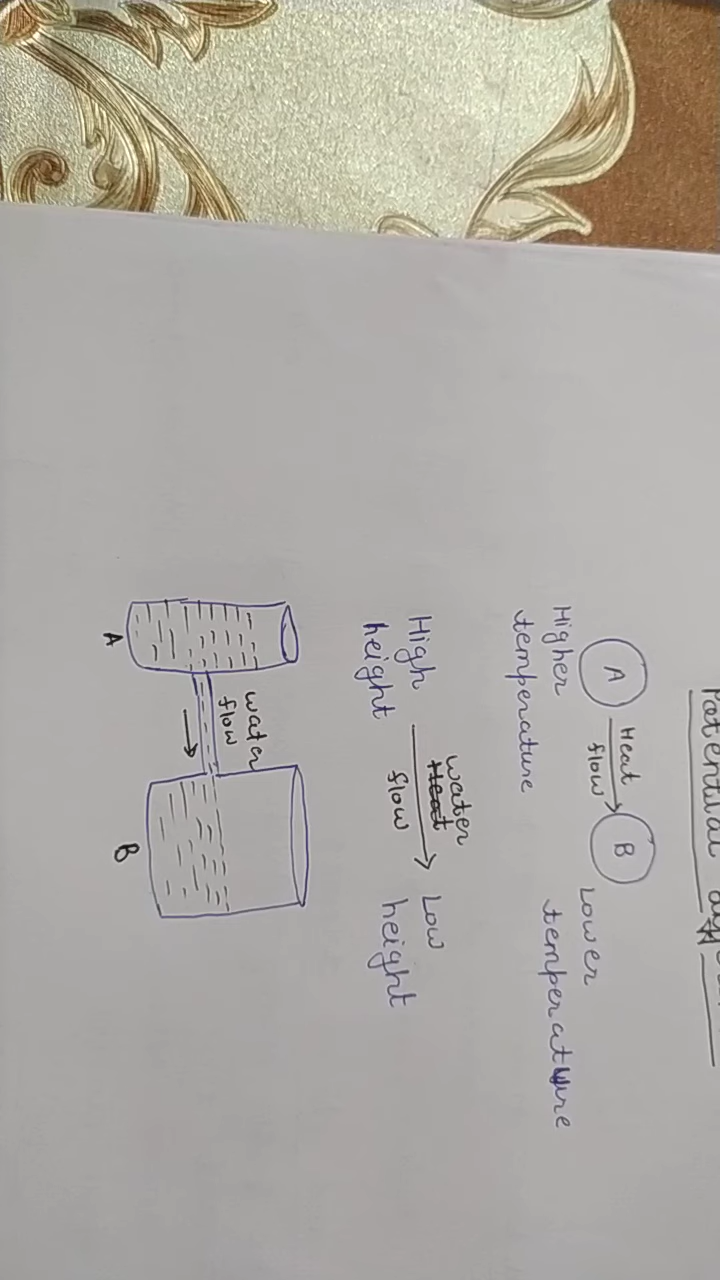 Potential
A Heat flow B
Higher temperature
Lower temperature
High height
water
Heat
flow
Low height
water flow
A
B